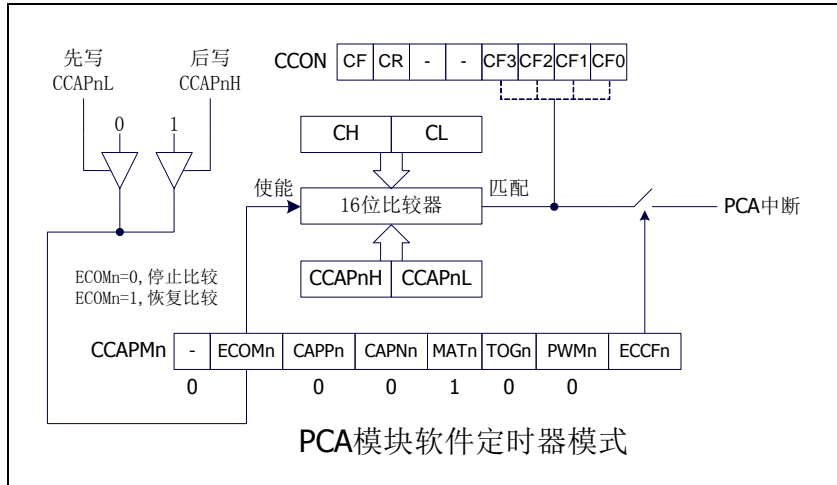 先写
CCAPnL
后写
CCAPnH
0
1
CCON CF CR - - CF3 CF2 CF1 CF0
CH CL
使能
16位比较器
匹配
PCA中断
CCAPnH CCAPnL
ECOMn=0,停止比较
ECOMn=1,恢复比较
CCAPMn - ECOMn CAPPn CAPNn MATn TOGn PWMn ECCFn
0 0 0 1 0 0
PCA模块软件定时器模式